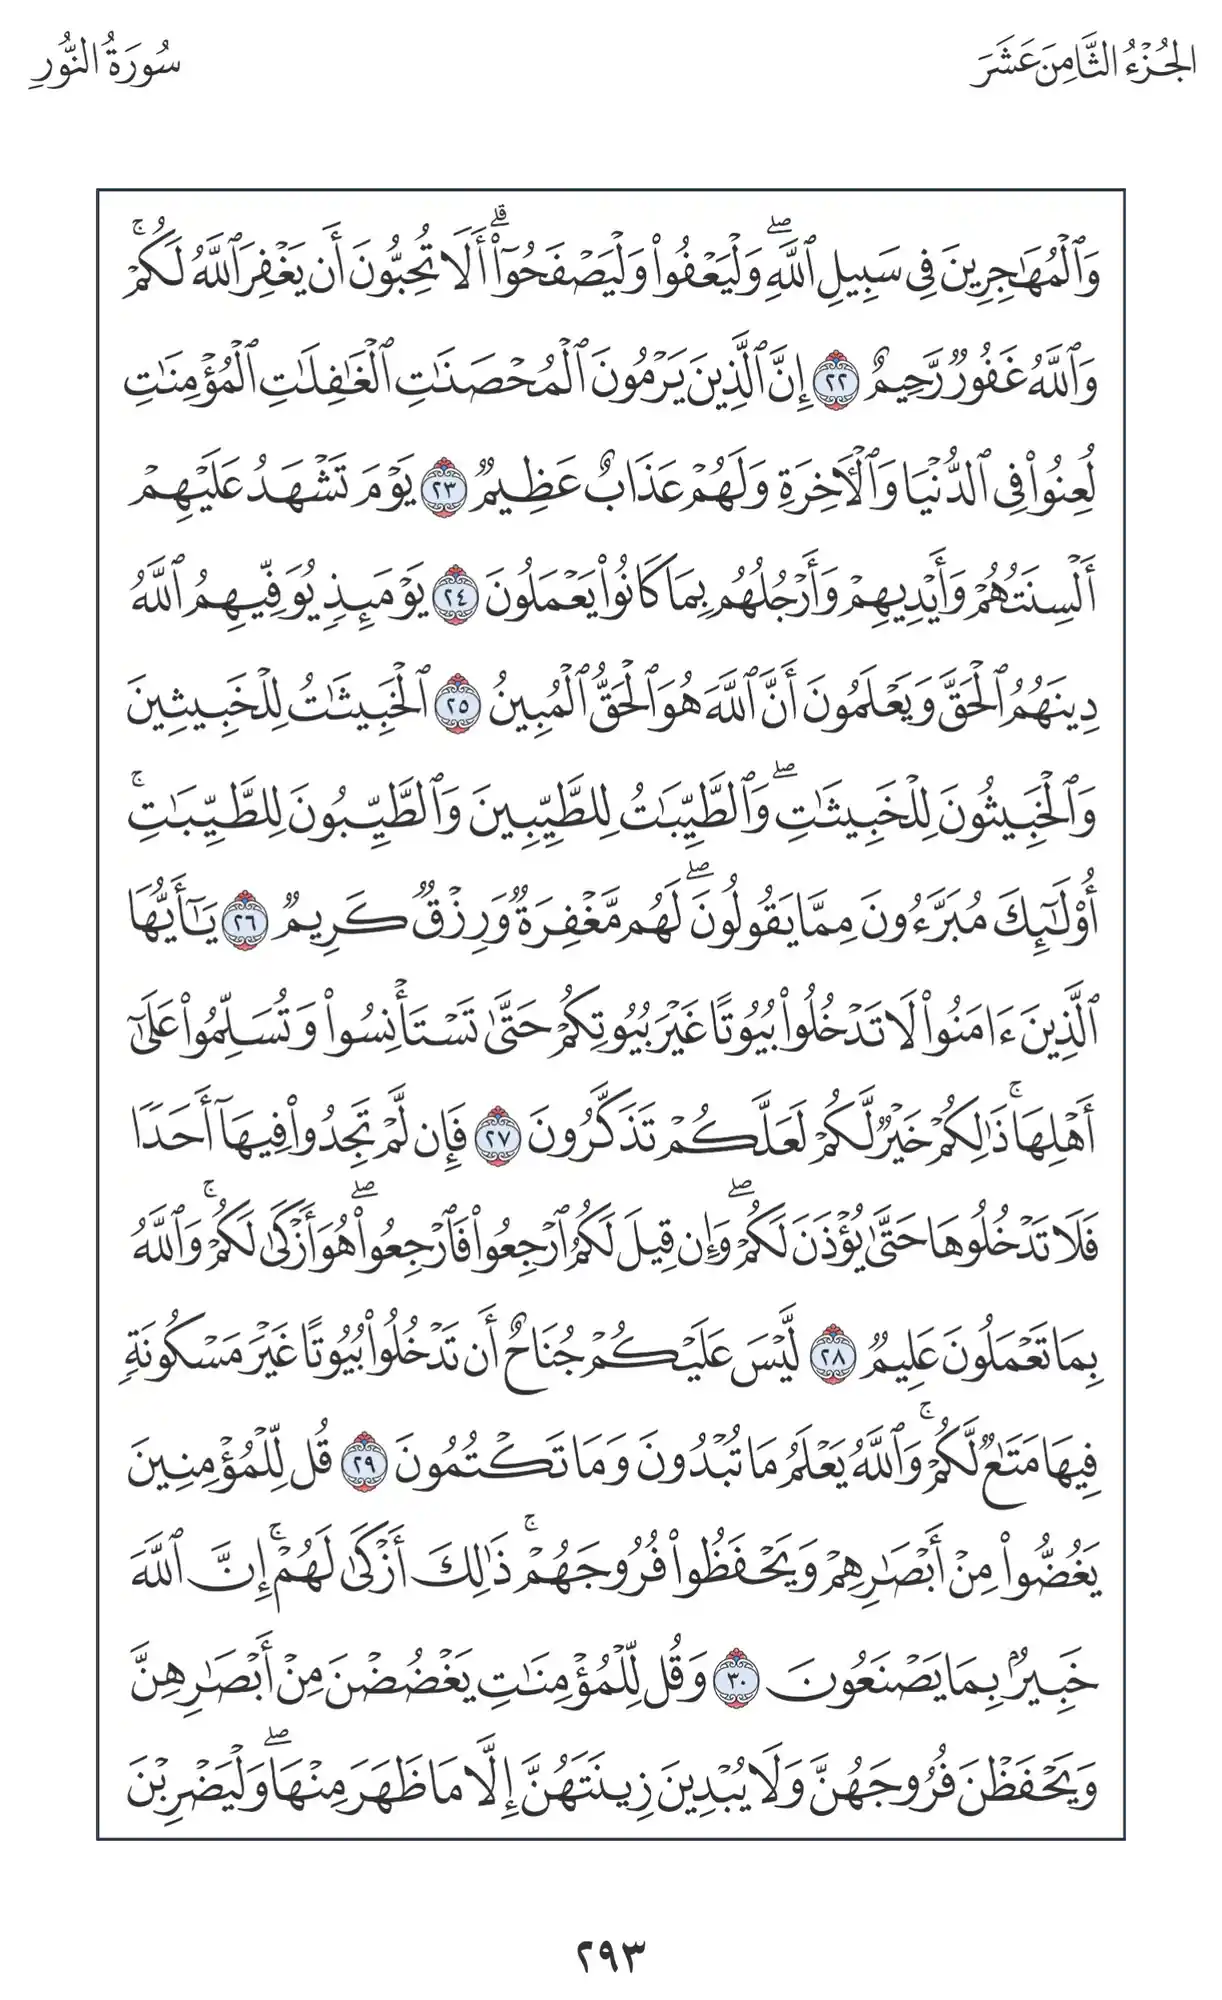 الجُزْءُ الثَّامِنَ عَشَرَ
سُورَةُ النُّورِ
وَٱلْمُهَٰجِرِينَ فِى سَبِيلِ ٱللَّهِۖ وَلْيَعْفُوا۟ وَلْيَصْفَحُوٓا۟ۗ أَلَا تُحِبُّونَ أَن يَغْفِرَ ٱللَّهُ لَكُمْۚ
وَٱللَّهُ غَفُورٌ رَّحِيمٌ ٢٢ إِنَّ ٱلَّذِينَ يَرْمُونَ ٱلْمُحْصَنَٰتِ ٱلْغَٰفِلَٰتِ ٱلْمُؤْمِنَٰتِ
لُعِنُوا۟ فِى ٱلدُّنْيَا وَٱلْأَخِرَةِ وَلَهُمْ عَذَابٌ عَظِيمٌ ٢٣ يَوْمَ تَشْهَدُ عَلَيْهِمْ
أَلْسِنَتُهُمْ وَأَيْدِيهِمْ وَأَرْجُلُهُم بِمَا كَانُوا۟ يَعْمَلُونَ ٢٤ يَوْمَئِذٍ يُوَفِّيهِمُ ٱللَّهُ
دِينَهُمُ ٱلْحَقَّ وَيَعْلَمُونَ أَنَّ ٱللَّهَ هُوَ ٱلْحَقُّ ٱلْمُبِينُ ٢٥ ٱلْخَبِيثَٰتُ لِلْخَبِيثِينَ
وَٱلْخَبِيثُونَ لِلْخَبِيثَٰتِۖ وَٱلطَّيِّبَٰتُ لِلطَّيِّبِينَ وَٱلطَّيِّبُونَ لِلطَّيِّبَٰتِۚ
أُو۟لَٰٓئِكَ مُبَرَّءُونَ مِمَّا يَقُولُونَۖ لَهُم مَّغْفِرَةٌ وَرِزْقٌ كَرِيمٌ ٢٦ يَٰٓأَيُّهَا
ٱلَّذِينَ ءَامَنُوا۟ لَا تَدْخُلُوا۟ بُيُوتًا غَيْرَ بُيُوتِكُمْ حَتَّىٰ تَسْتَأْنِسُوا۟ وَتُسَلِّمُوا۟ عَلَىٰٓ
أَهْلِهَاۚ ذَٰلِكُمْ خَيْرٌ لَّكُمْ لَعَلَّكُمْ تَذَكَّرُونَ ٢٧ فَإِن لَّمْ تَجِدُوا۟ فِيهَآ أَحَدًا
فَلَا تَدْخُلُوهَا حَتَّىٰ يُؤْذَنَ لَكُمْۖ وَإِن قِيلَ لَكُمُ ٱرْجِعُوا۟ فَٱرْجِعُوا۟ۖ هُوَ أَزْكَىٰ لَكُمْۚ وَٱللَّهُ
بِمَا تَعْمَلُونَ عَلِيمٌ ٢٨ لَّيْسَ عَلَيْكُمْ جُنَاحٌ أَن تَدْخُلُوا۟ بُيُوتًا غَيْرَ مَسْكُونَةٍ
فِيهَا مَتَٰعٌ لَّكُمْۚ وَٱللَّهُ يَعْلَمُ مَا تُبْدُونَ وَمَا تَكْتُمُونَ ٢٩ قُل لِّلْمُؤْمِنِينَ
يَغُضُّوا۟ مِنْ أَبْصَٰرِهِمْ وَيَحْفَظُوا۟ فُرُوجَهُمْۚ ذَٰلِكَ أَزْكَىٰ لَهُمْۚ إِنَّ ٱللَّهَ
خَبِيرٌۢ بِمَا يَصْنَعُونَ ٣٠ وَقُل لِّلْمُؤْمِنَٰتِ يَغْضُضْنَ مِنْ أَبْصَٰرِهِنَّ
وَيَحْفَظْنَ فُرُوجَهُنَّ وَلَا يُبْدِينَ زِينَتَهُنَّ إِلَّا مَا ظَهَرَ مِنْهَاۖ وَلْيَضْرِبْنَ
٢٩٣